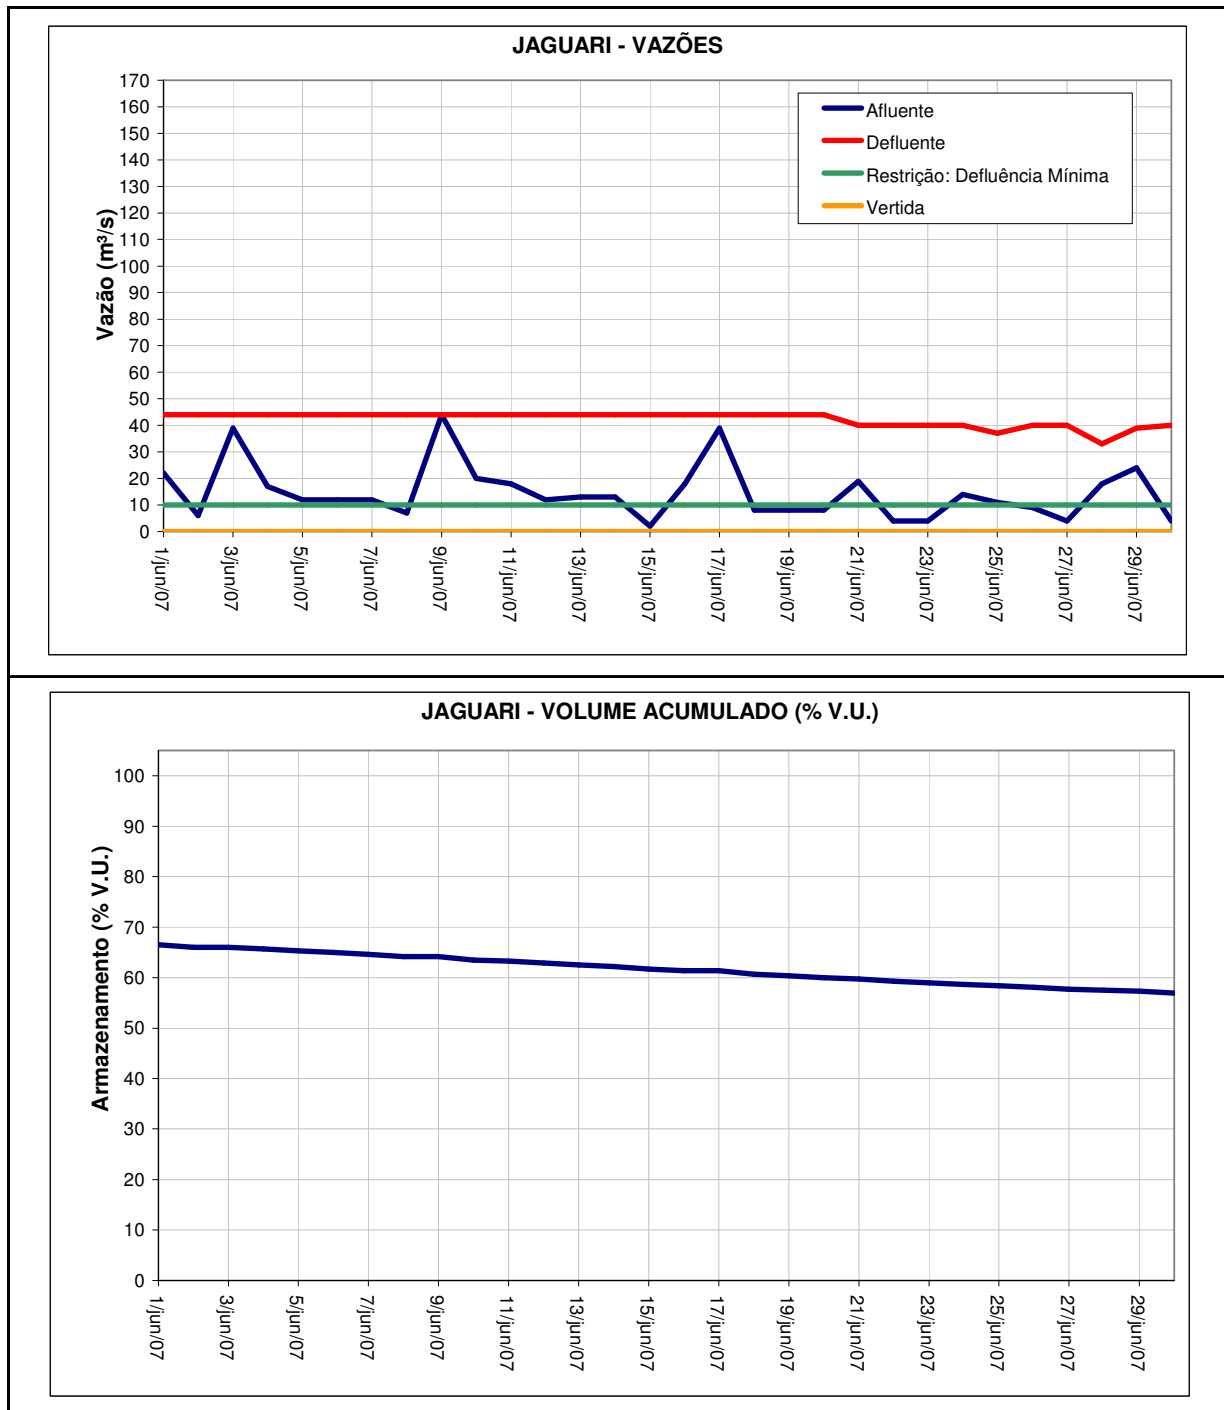 JAGUARI - VAZÕES
Vazão (m³/s)
170
160
150
140
130
120
110
100
90
80
70
60
50
40
30
20
10
0
Afluente
Defluente
Restrição: Defluência Mínima
Vertida
1/jun/07
3/jun/07
5/jun/07
7/jun/07
9/jun/07
11/jun/07
13/jun/07
15/jun/07
17/jun/07
19/jun/07
21/jun/07
23/jun/07
25/jun/07
27/jun/07
29/jun/07
JAGUARI - VOLUME ACUMULADO (% V.U.)
Armazenamento (% V.U.)
100
90
80
70
60
50
40
30
20
10
0
1/jun/07
3/jun/07
5/jun/07
7/jun/07
9/jun/07
11/jun/07
13/jun/07
15/jun/07
17/jun/07
19/jun/07
21/jun/07
23/jun/07
25/jun/07
27/jun/07
29/jun/07